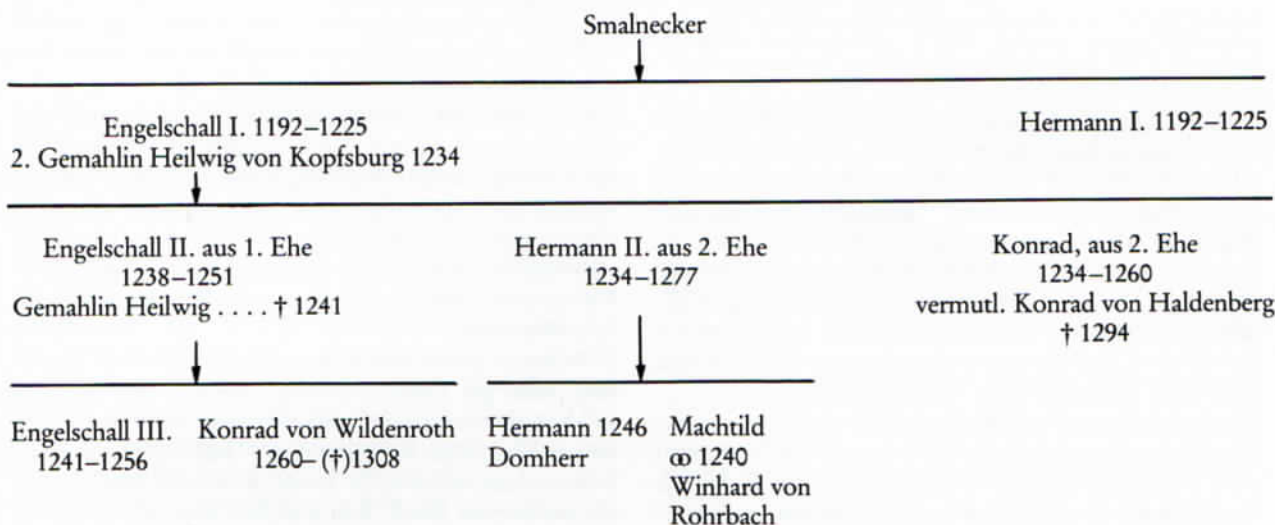 Smalnecker
Engelschall I. 1192–1225
2. Gemahlin Heilwig von Kopfsburg 1234
Hermann I. 1192–1225
Engelschall II. aus 1. Ehe
1238–1251
Gemahlin Heilwig . . . . † 1241
Hermann II. aus 2. Ehe
1234–1277
Konrad, aus 2. Ehe
1234–1260
vermutl. Konrad von Haldenberg
† 1294
Engelschall III.
1241–1256
Konrad von Wildenroth
1260–(†)1308
Hermann 1246
Domherr
Machtild
⚭ 1240
Winhard von
Rohrbach